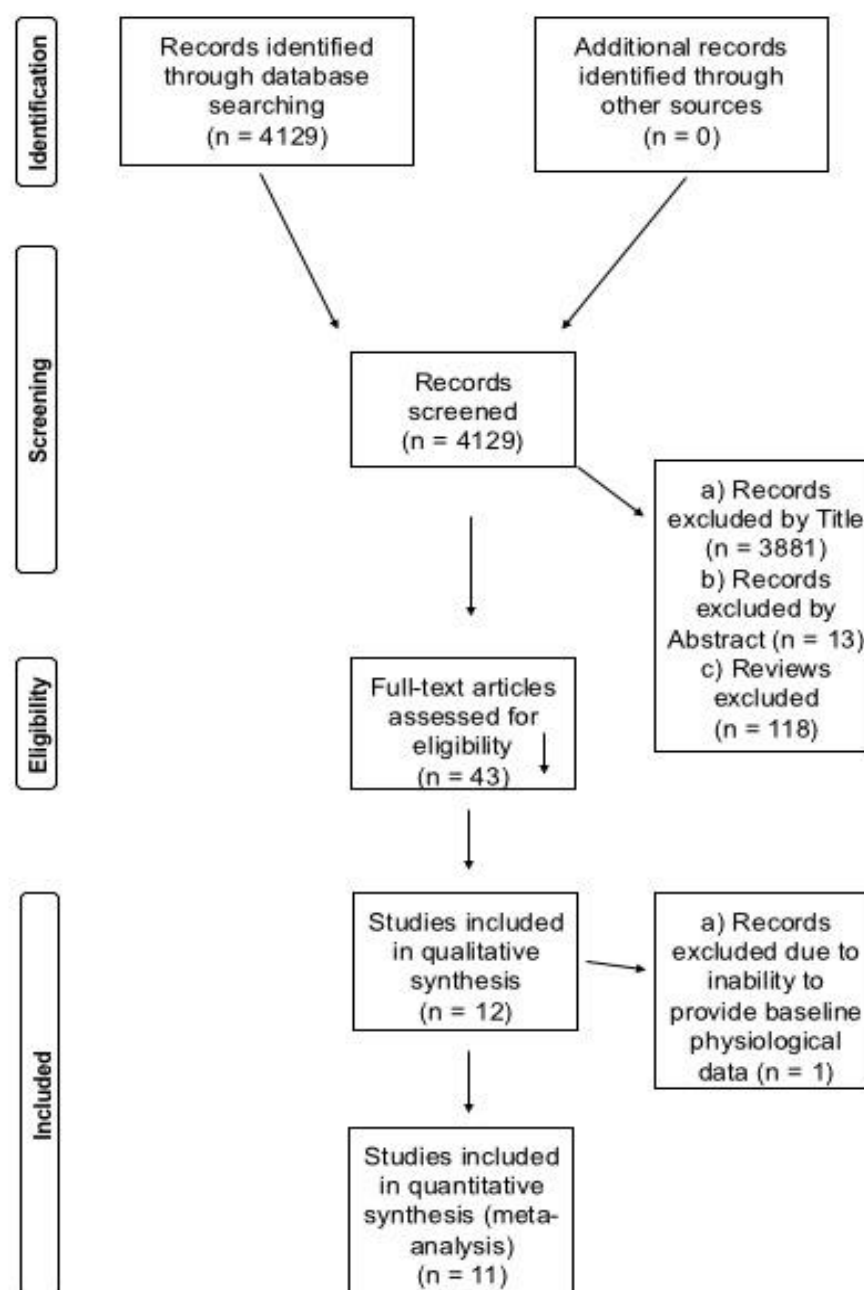 Identification
Records identified
through database
searching
(n = 4129)
Additional records
identified through
other sources
(n = 0)
Screening
Records
screened
(n = 4129)
a) Records
excluded by Title
(n = 3881)
b) Records
excluded by
Abstract (n = 13)
c) Reviews
excluded
(n = 118)
Eligibility
Full-text articles
assessed for
eligibility
(n = 43)
Included
Studies included
in qualitative
synthesis
(n = 12)
a) Records
excluded due to
inability to
provide baseline
physiological
data (n = 1)
Studies included
in quantitative
synthesis (meta-
analysis)
(n = 11)